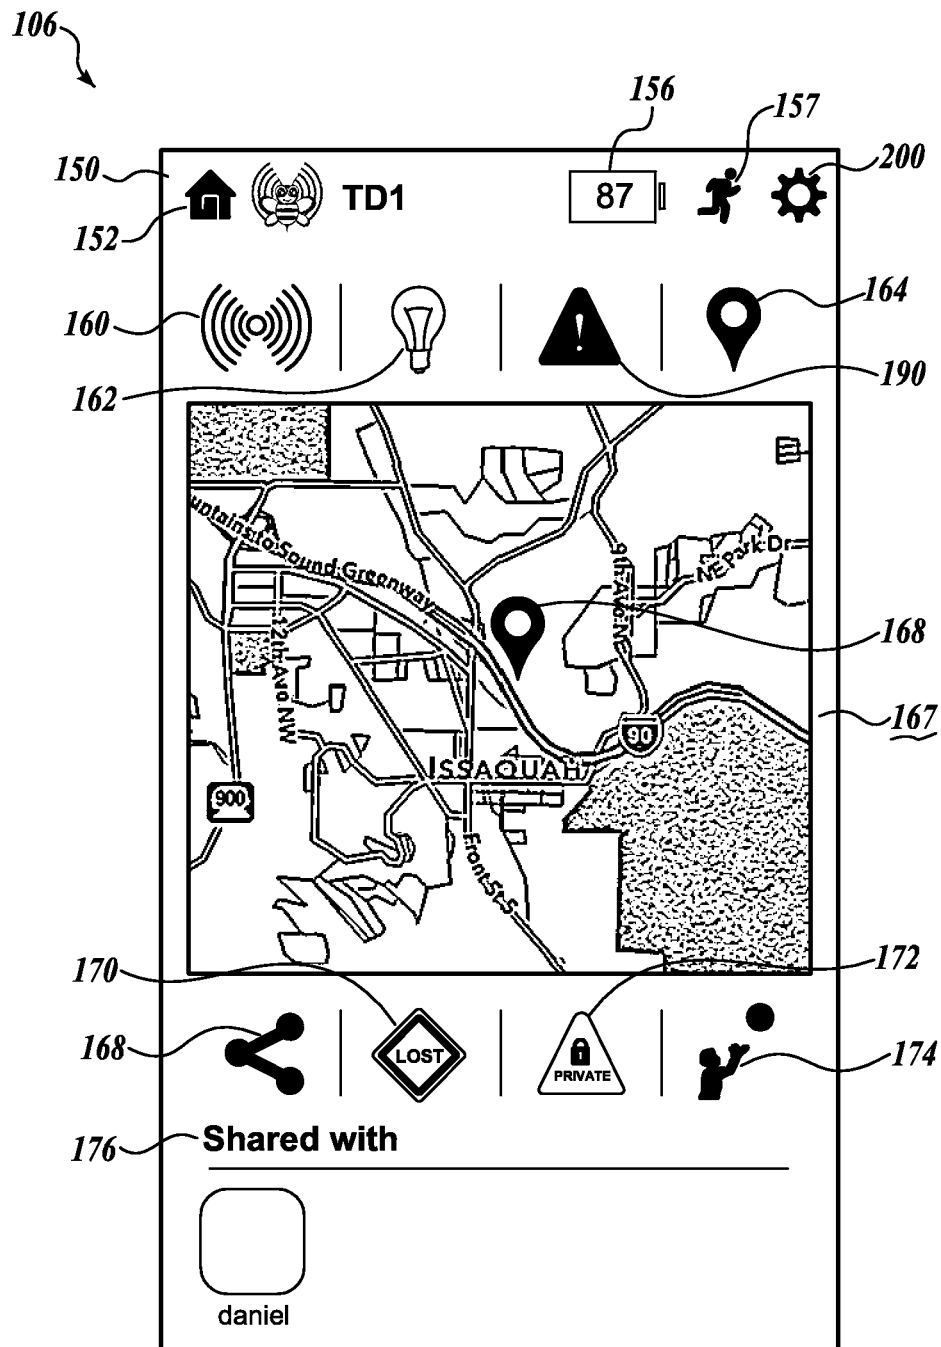 106
156
157
150
TD1
87
200
152
160
164
162
190
untains to Sound Greenway
9th Ave N
NE Park Dr
168
12th Ave NW
167
90
ISSAQUAH
900
Front St S
170
172
168
LOST
PRIVATE
174
176
Shared with
daniel